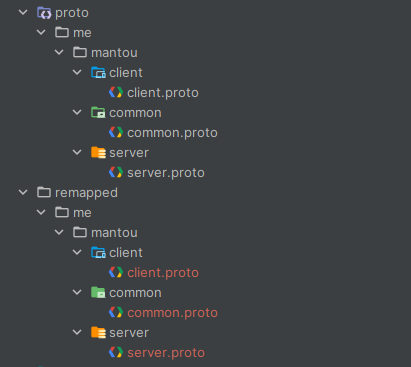 proto
me
mantou
client
client.proto
common
common.proto
server
server.proto
remapped
me
mantou
client
client.proto
common
common.proto
server
server.proto